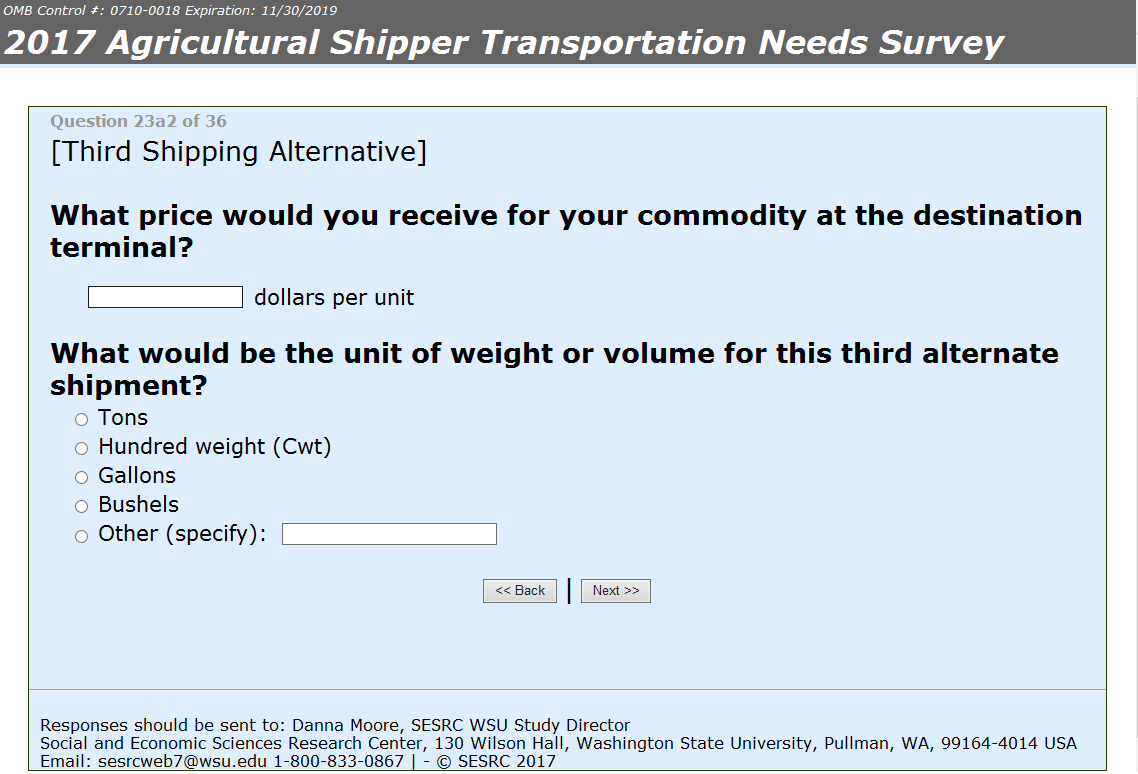 OMB Control #: 0710-0018 Expiration: 11/30/2019
2017 Agricultural Shipper Transportation Needs Survey
Question 23a2 of 36
[Third Shipping Alternative]
What price would you receive for your commodity at the destination
terminal?
dollars per unit
What would be the unit of weight or volume for this third alternate
shipment?
Tons
Hundred weight (Cwt)
Gallons
Bushels
Other (specify):
<< Back | Next >>
Responses should be sent to: Danna Moore, SESRC WSU Study Director
Social and Economic Sciences Research Center, 130 Wilson Hall, Washington State University, Pullman, WA, 99164-4014 USA
Email: sesrcweb7@wsu.edu 1-800-833-0867 | - © SESRC 2017